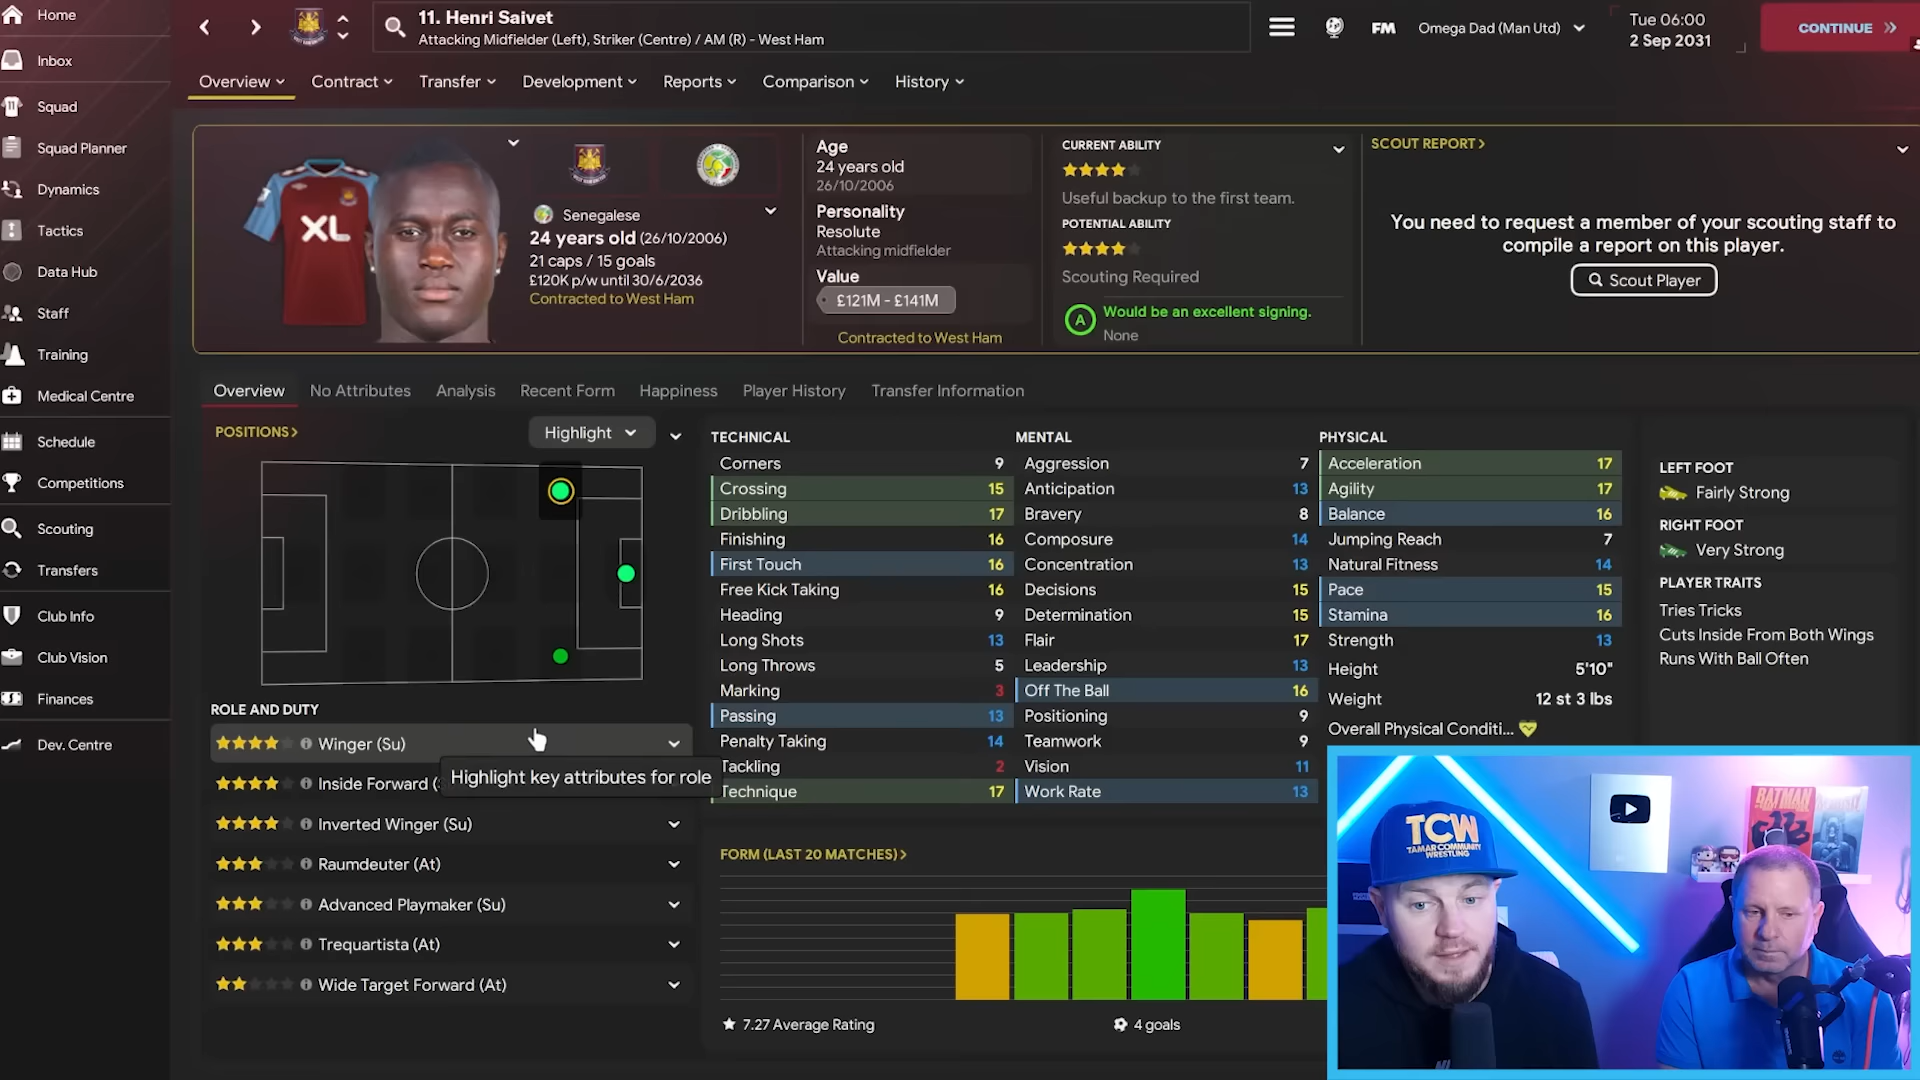 Home
Inbox
Squad
Squad Planner
Dynamics
Tactics
Data Hub
Staff
Training
Medical Centre
Schedule
Competitions
Scouting
Transfers
Club Info
Club Vision
Finances
Dev. Centre
11. Henri Saivet
Attacking Midfielder (Left), Striker (Centre) / AM (R) - West Ham
FM
Omega Dad (Man Utd)
Tue 06:00
2 Sep 2031
CONTINUE
Overview
Contract
Transfer
Development
Reports
Comparison
History
XL
Senegalese
24 years old (26/10/2006)
21 caps / 15 goals
£120K p/w until 30/6/2036
Contracted to West Ham
Age
24 years old
26/10/2006
Personality
Resolute
Attacking midfielder
Value
£121M - £141M
Contracted to West Ham
CURRENT ABILITY
Useful backup to the first team.
POTENTIAL ABILITY
Scouting Required
A
Would be an excellent signing.
None
SCOUT REPORT
You need to request a member of your scouting staff to
compile a report on this player.
Scout Player
Overview
No Attributes
Analysis
Recent Form
Happiness
Player History
Transfer Information
POSITIONS
Highlight
ROLE AND DUTY
Winger (Su)
Inside Forward (
Highlight key attributes for role
Inverted Winger (Su)
Raumdeuter (At)
Advanced Playmaker (Su)
Trequartista (At)
Wide Target Forward (At)
TECHNICAL
Corners 9
Crossing 15
Dribbling 17
Finishing 16
First Touch 16
Free Kick Taking 16
Heading 9
Long Shots 13
Long Throws 5
Marking 3
Passing 13
Penalty Taking 14
Tackling 2
Technique 17
MENTAL
Aggression 7
Anticipation 13
Bravery 8
Composure 14
Concentration 13
Decisions 15
Determination 15
Flair 17
Leadership 13
Off The Ball 16
Positioning 9
Teamwork 9
Vision 11
Work Rate 13
PHYSICAL
Acceleration 17
Agility 17
Balance 16
Jumping Reach 7
Natural Fitness 14
Pace 15
Stamina 16
Strength 13
Height 5'10"
Weight 12 st 3 lbs
Overall Physical Conditi...
LEFT FOOT
Fairly Strong
RIGHT FOOT
Very Strong
PLAYER TRAITS
Tries Tricks
Cuts Inside From Both Wings
Runs With Ball Often
FORM (LAST 20 MATCHES)
7.27 Average Rating
4 goals
TCW
TAMAR COMMUNITY
WRESTLING
BATMAN